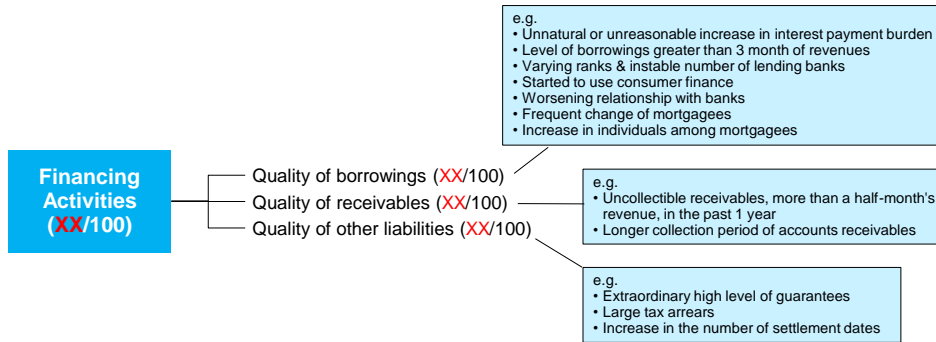 e.g.
• Unnatural or unreasonable increase in interest payment burden
• Level of borrowings greater than 3 month of revenues
• Varying ranks & instable number of lending banks
• Started to use consumer finance
• Worsening relationship with banks
• Frequent change of mortgagees
• Increase in individuals among mortgagees
Financing
Activities
(XX/100)
Quality of borrowings (XX/100)
Quality of receivables (XX/100)
Quality of other liabilities (XX/100)
e.g.
• Uncollectible receivables, more than a half-month's
revenue, in the past 1 year
• Longer collection period of accounts receivables
e.g.
• Extraordinary high level of guarantees
• Large tax arrears
• Increase in the number of settlement dates